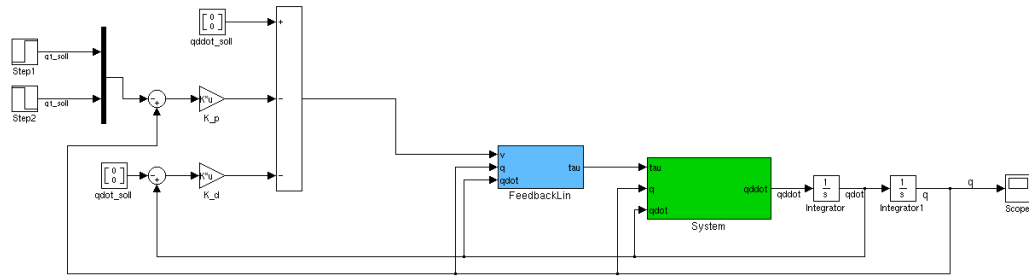 0
0
qddot_soll
+
Step1
q1_soll
Step2
q1_soll
−
+
K*u
K_p
−
0
0
qdot_soll
−
+
K*u
K_d
−
v
q
qdot
tau
FeedbackLin
tau
q
qdot
qddot
System
qddot
1
s
Integrator
qdot
1
s
Integrator1
q
q
Scope